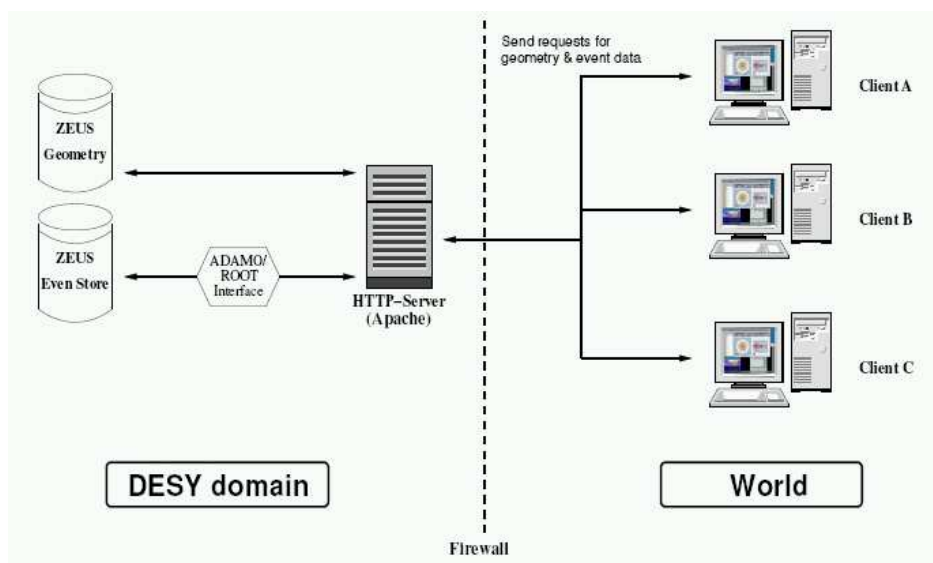 Send requests for
geometry & event data
Client A
ZEUS
Geometry
Client B
ZEUS
Even Store
ADAMO/
ROOT
Interface
HTTP-Server
(Apache)
Client C
DESY domain
World
Firewall